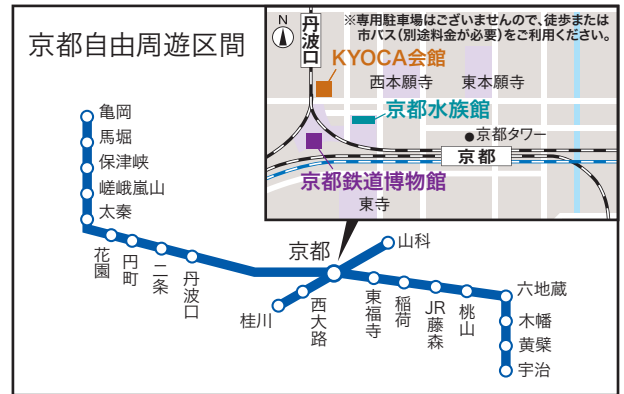 京都自由周遊区間
N
丹波口
※専用駐車場はございませんので、徒歩または
市バス(別途料金が必要)をご利用ください。
KYOCA会館
西本願寺
東本願寺
京都水族館
京都タワー
京都
京都鉄道博物館
東寺
亀岡
馬堀
保津峡
嵯峨嵐山
太秦
花園
円町
二条
丹波口
京都
山科
桂川
西大路
東福寺
稲荷
JR藤森
桃山
六地蔵
木幡
黄檗
宇治